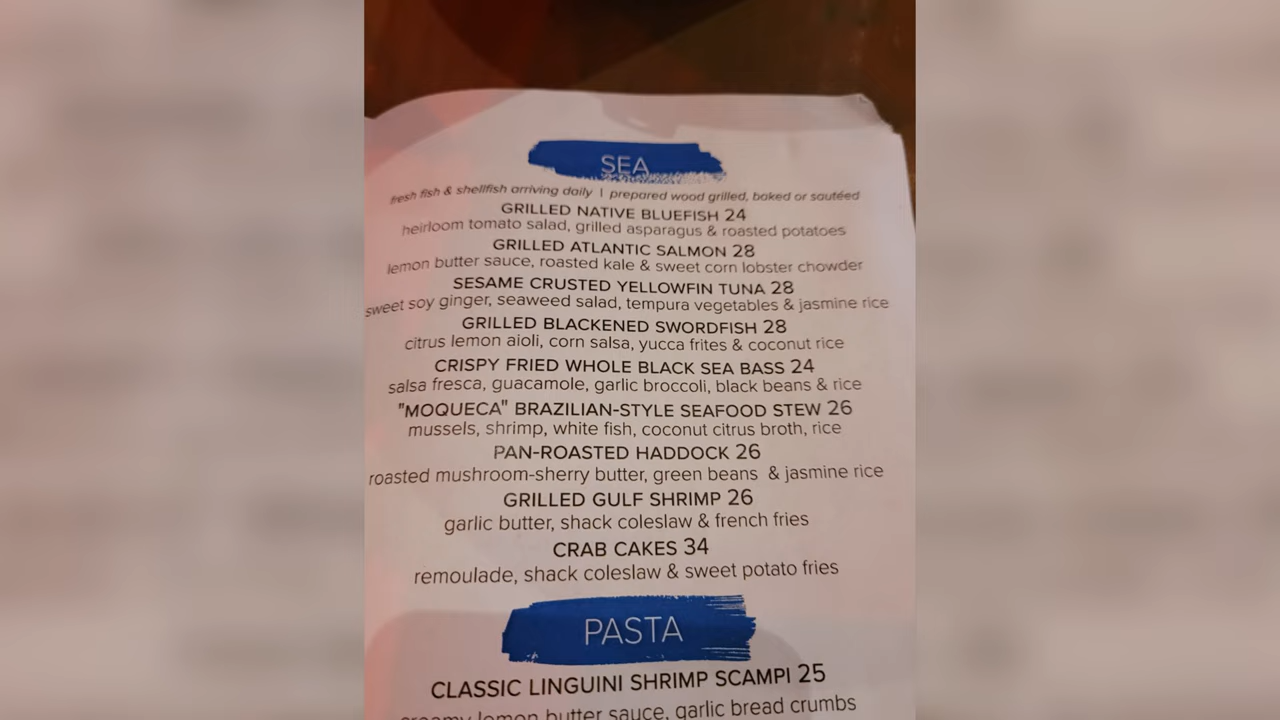 SEA
fresh fish & shellfish arriving daily | prepared wood grilled, baked or sautéed
GRILLED NATIVE BLUEFISH 24
heirloom tomato salad, grilled asparagus & roasted potatoes
GRILLED ATLANTIC SALMON 28
lemon butter sauce, roasted kale & sweet corn lobster chowder
SESAME CRUSTED YELLOWFIN TUNA 28
sweet soy ginger, seaweed salad, tempura vegetables & jasmine rice
GRILLED BLACKENED SWORDFISH 28
citrus lemon aioli, corn salsa, yucca frites & coconut rice
CRISPY FRIED WHOLE BLACK SEA BASS 24
salsa fresca, guacamole, garlic broccoli, black beans & rice
"MOQUECA" BRAZILIAN-STYLE SEAFOOD STEW 26
mussels, shrimp, white fish, coconut citrus broth, rice
PAN-ROASTED HADDOCK 26
roasted mushroom-sherry butter, green beans & jasmine rice
GRILLED GULF SHRIMP 26
garlic butter, shack coleslaw & french fries
CRAB CAKES 34
remoulade, shack coleslaw & sweet potato fries
PASTA
CLASSIC LINGUINI SHRIMP SCAMPI 25
creamy lemon butter sauce, garlic bread crumbs